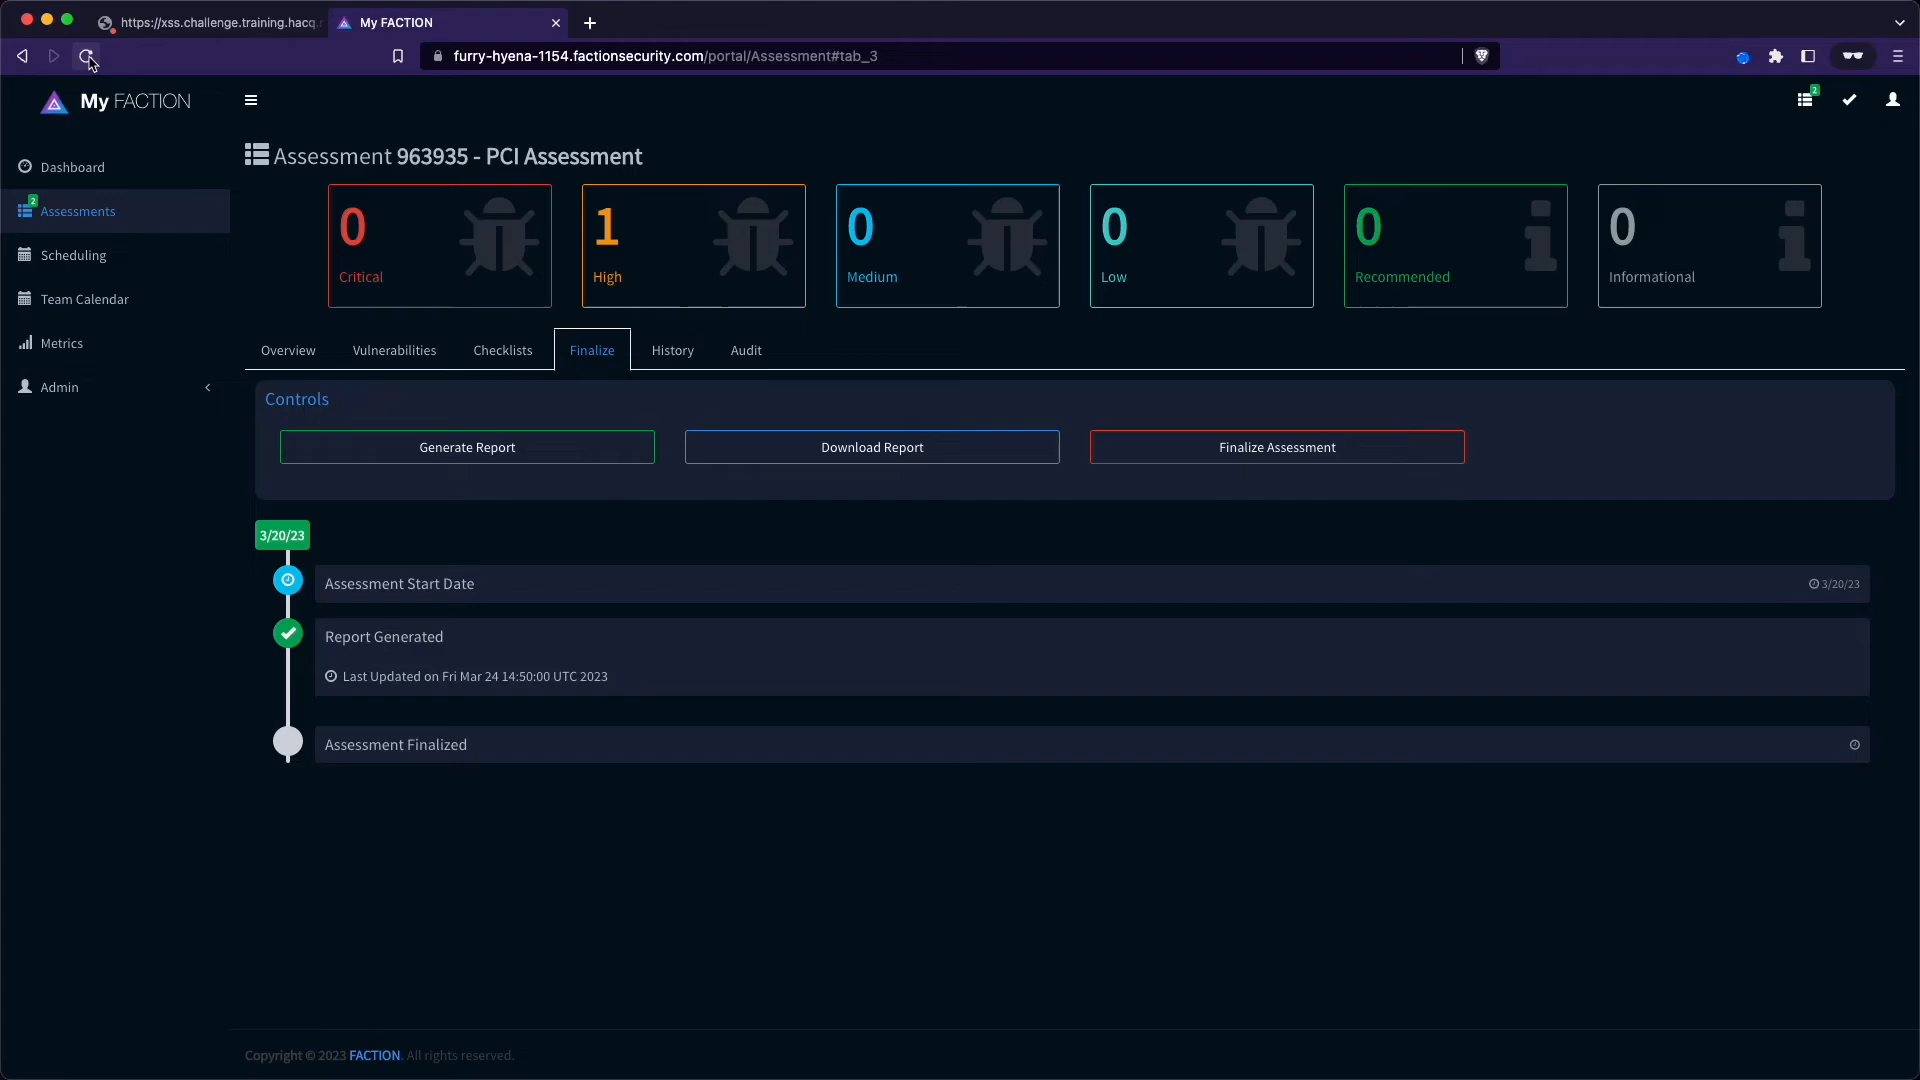 https://xss.challenge.training.hacq.
My FACTION
furry-hyena-1154.factionsecurity.com/portal/Assessment#tab_3
My FACTION
2
Dashboard
2
Assessments
Scheduling
Team Calendar
Metrics
Admin
Assessment 963935 - PCI Assessment
0
Critical
1
High
0
Medium
0
Low
0
Recommended
0
Informational
Overview
Vulnerabilities
Checklists
Finalize
History
Audit
Controls
Generate Report
Download Report
Finalize Assessment
3/20/23
Assessment Start Date
3/20/23
Report Generated
Last Updated on Fri Mar 24 14:50:00 UTC 2023
Assessment Finalized
Copyright © 2023 FACTION. All rights reserved.